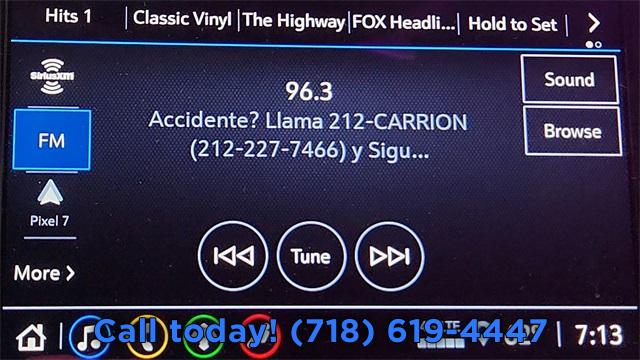 Hits 1 | Classic Vinyl | The Highway | FOX Headli... | Hold to Set
SiriusXM
Sound
96.3
FM
Accidente? Llama 212-CARRION
Browse
(212-227-7466) y Sigu...
Pixel 7
Tune
More
Call today! (718) 619-4447
7:13